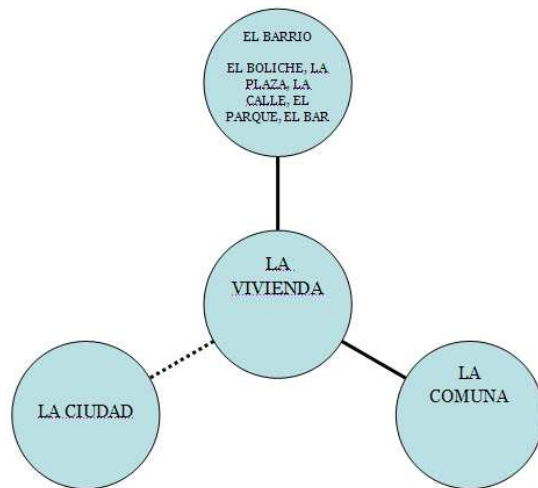 EL BARRIO
EL BOLICHE, LA
PLAZA, LA
CALLE, EL
PARQUE, EL BAR
LA
VIVIENDA
LA CIUDAD
LA
COMUNA